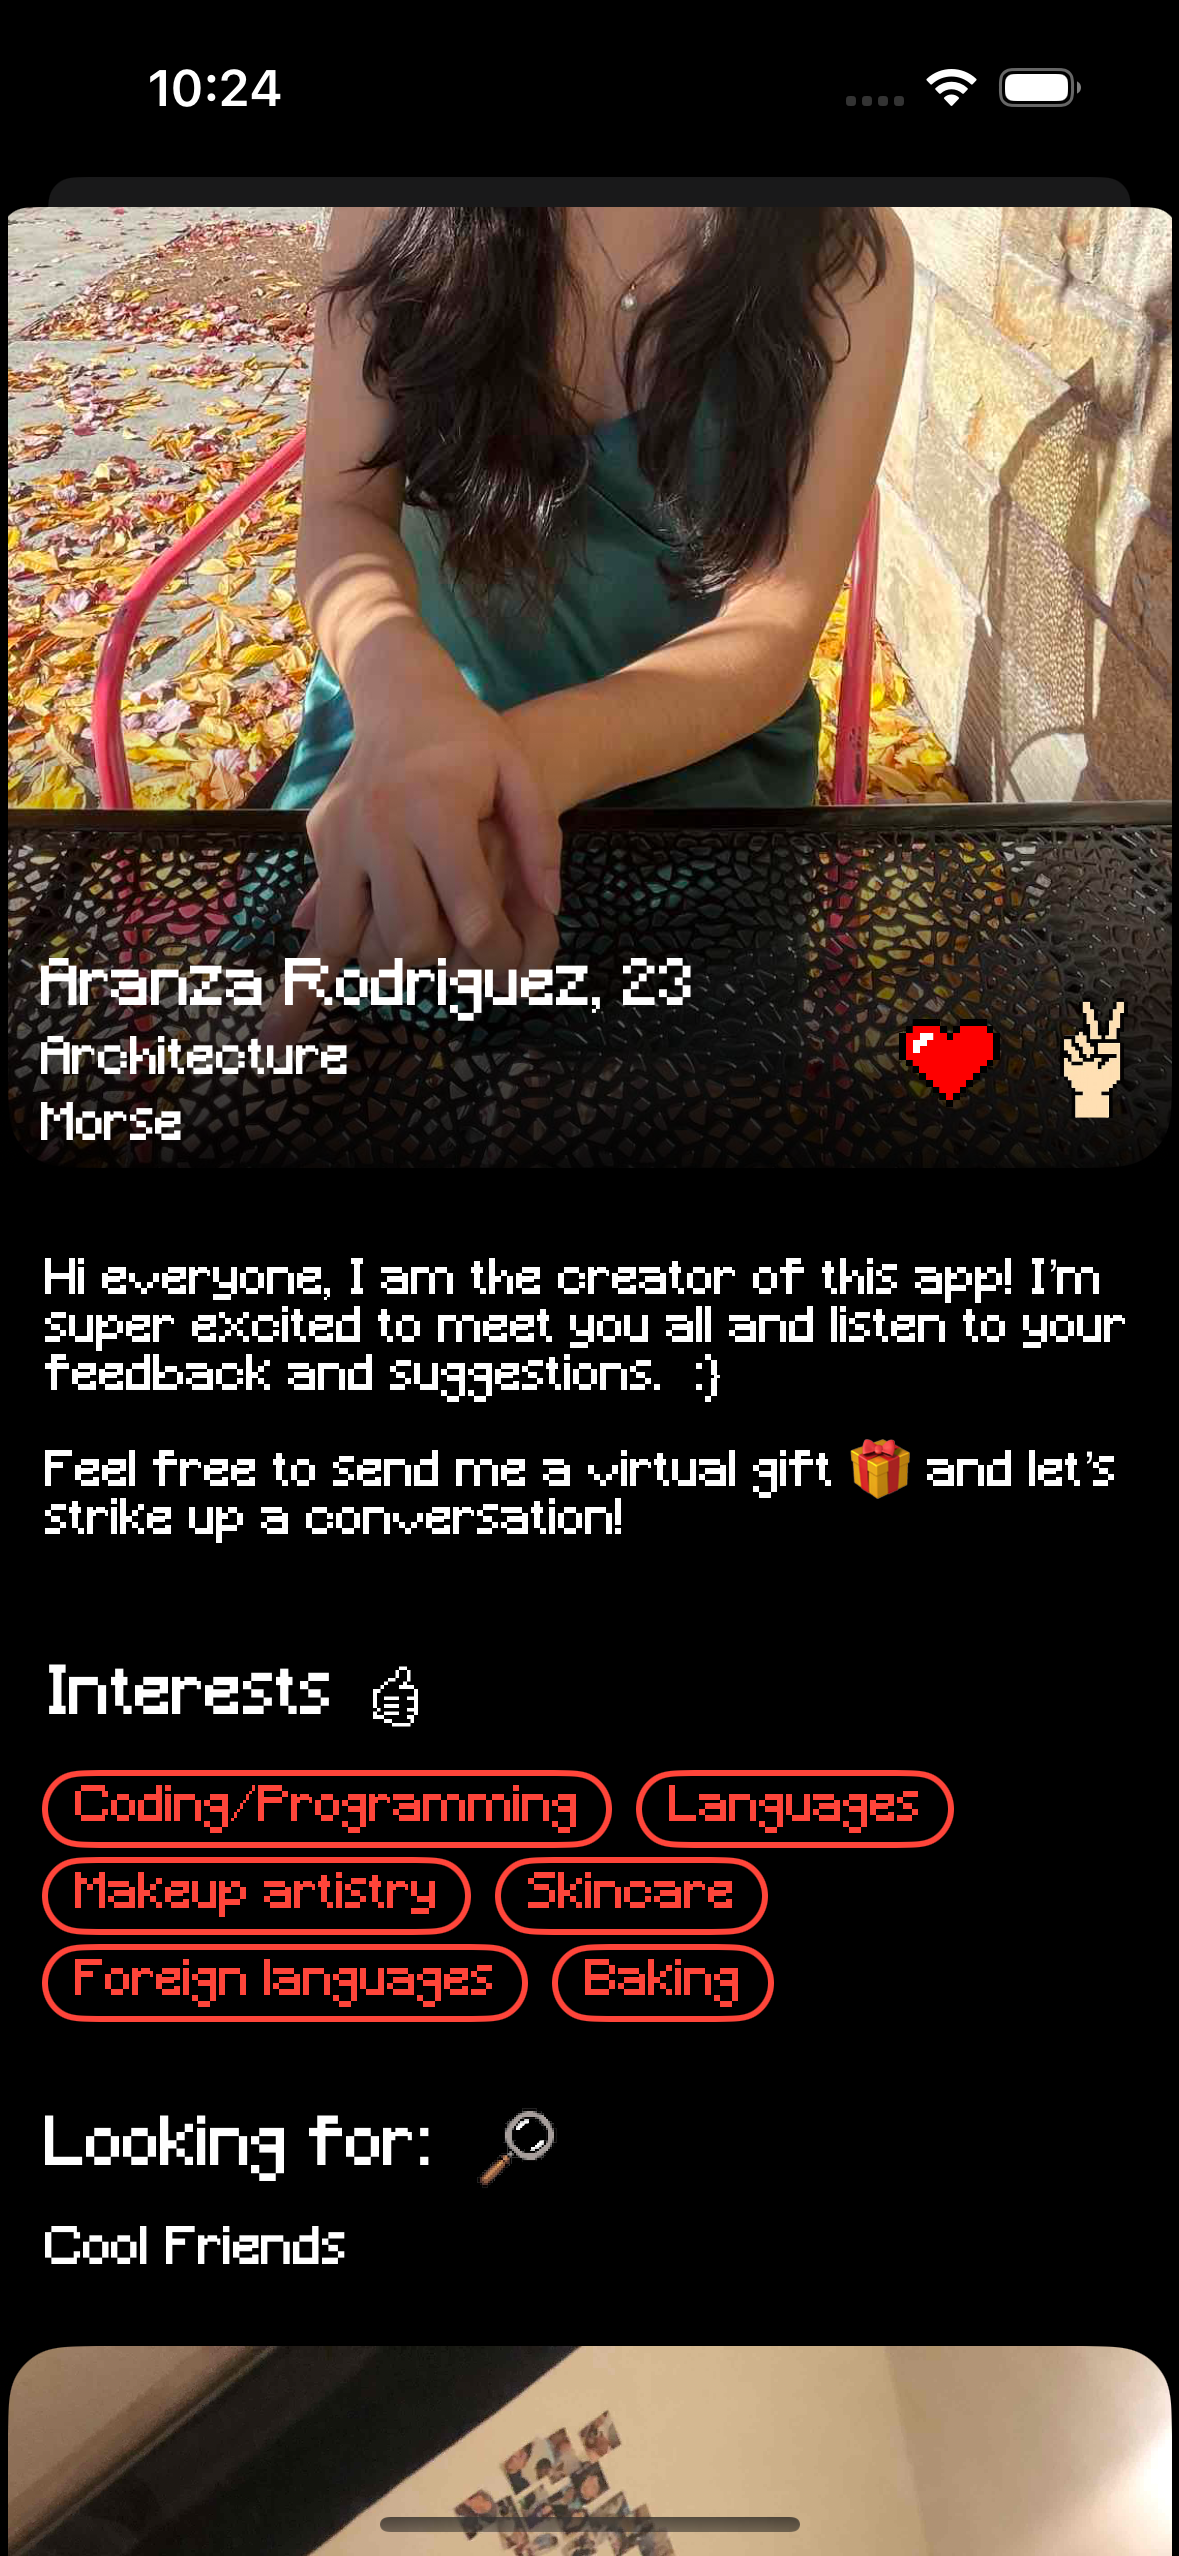 10:24
Aranza Rodriguez, 23
Architecture
Morse
Hi everyone, I am the creator of this app! I'm
super excited to meet you all and listen to your
feedback and suggestions.  :}
Feel free to send me a virtual gift 🎁 and let's
strike up a conversation!
Interests 👍
Coding/Programming Languages
Makeup artistry Skincare
Foreign languages Baking
Looking for: 🔍
Cool Friends